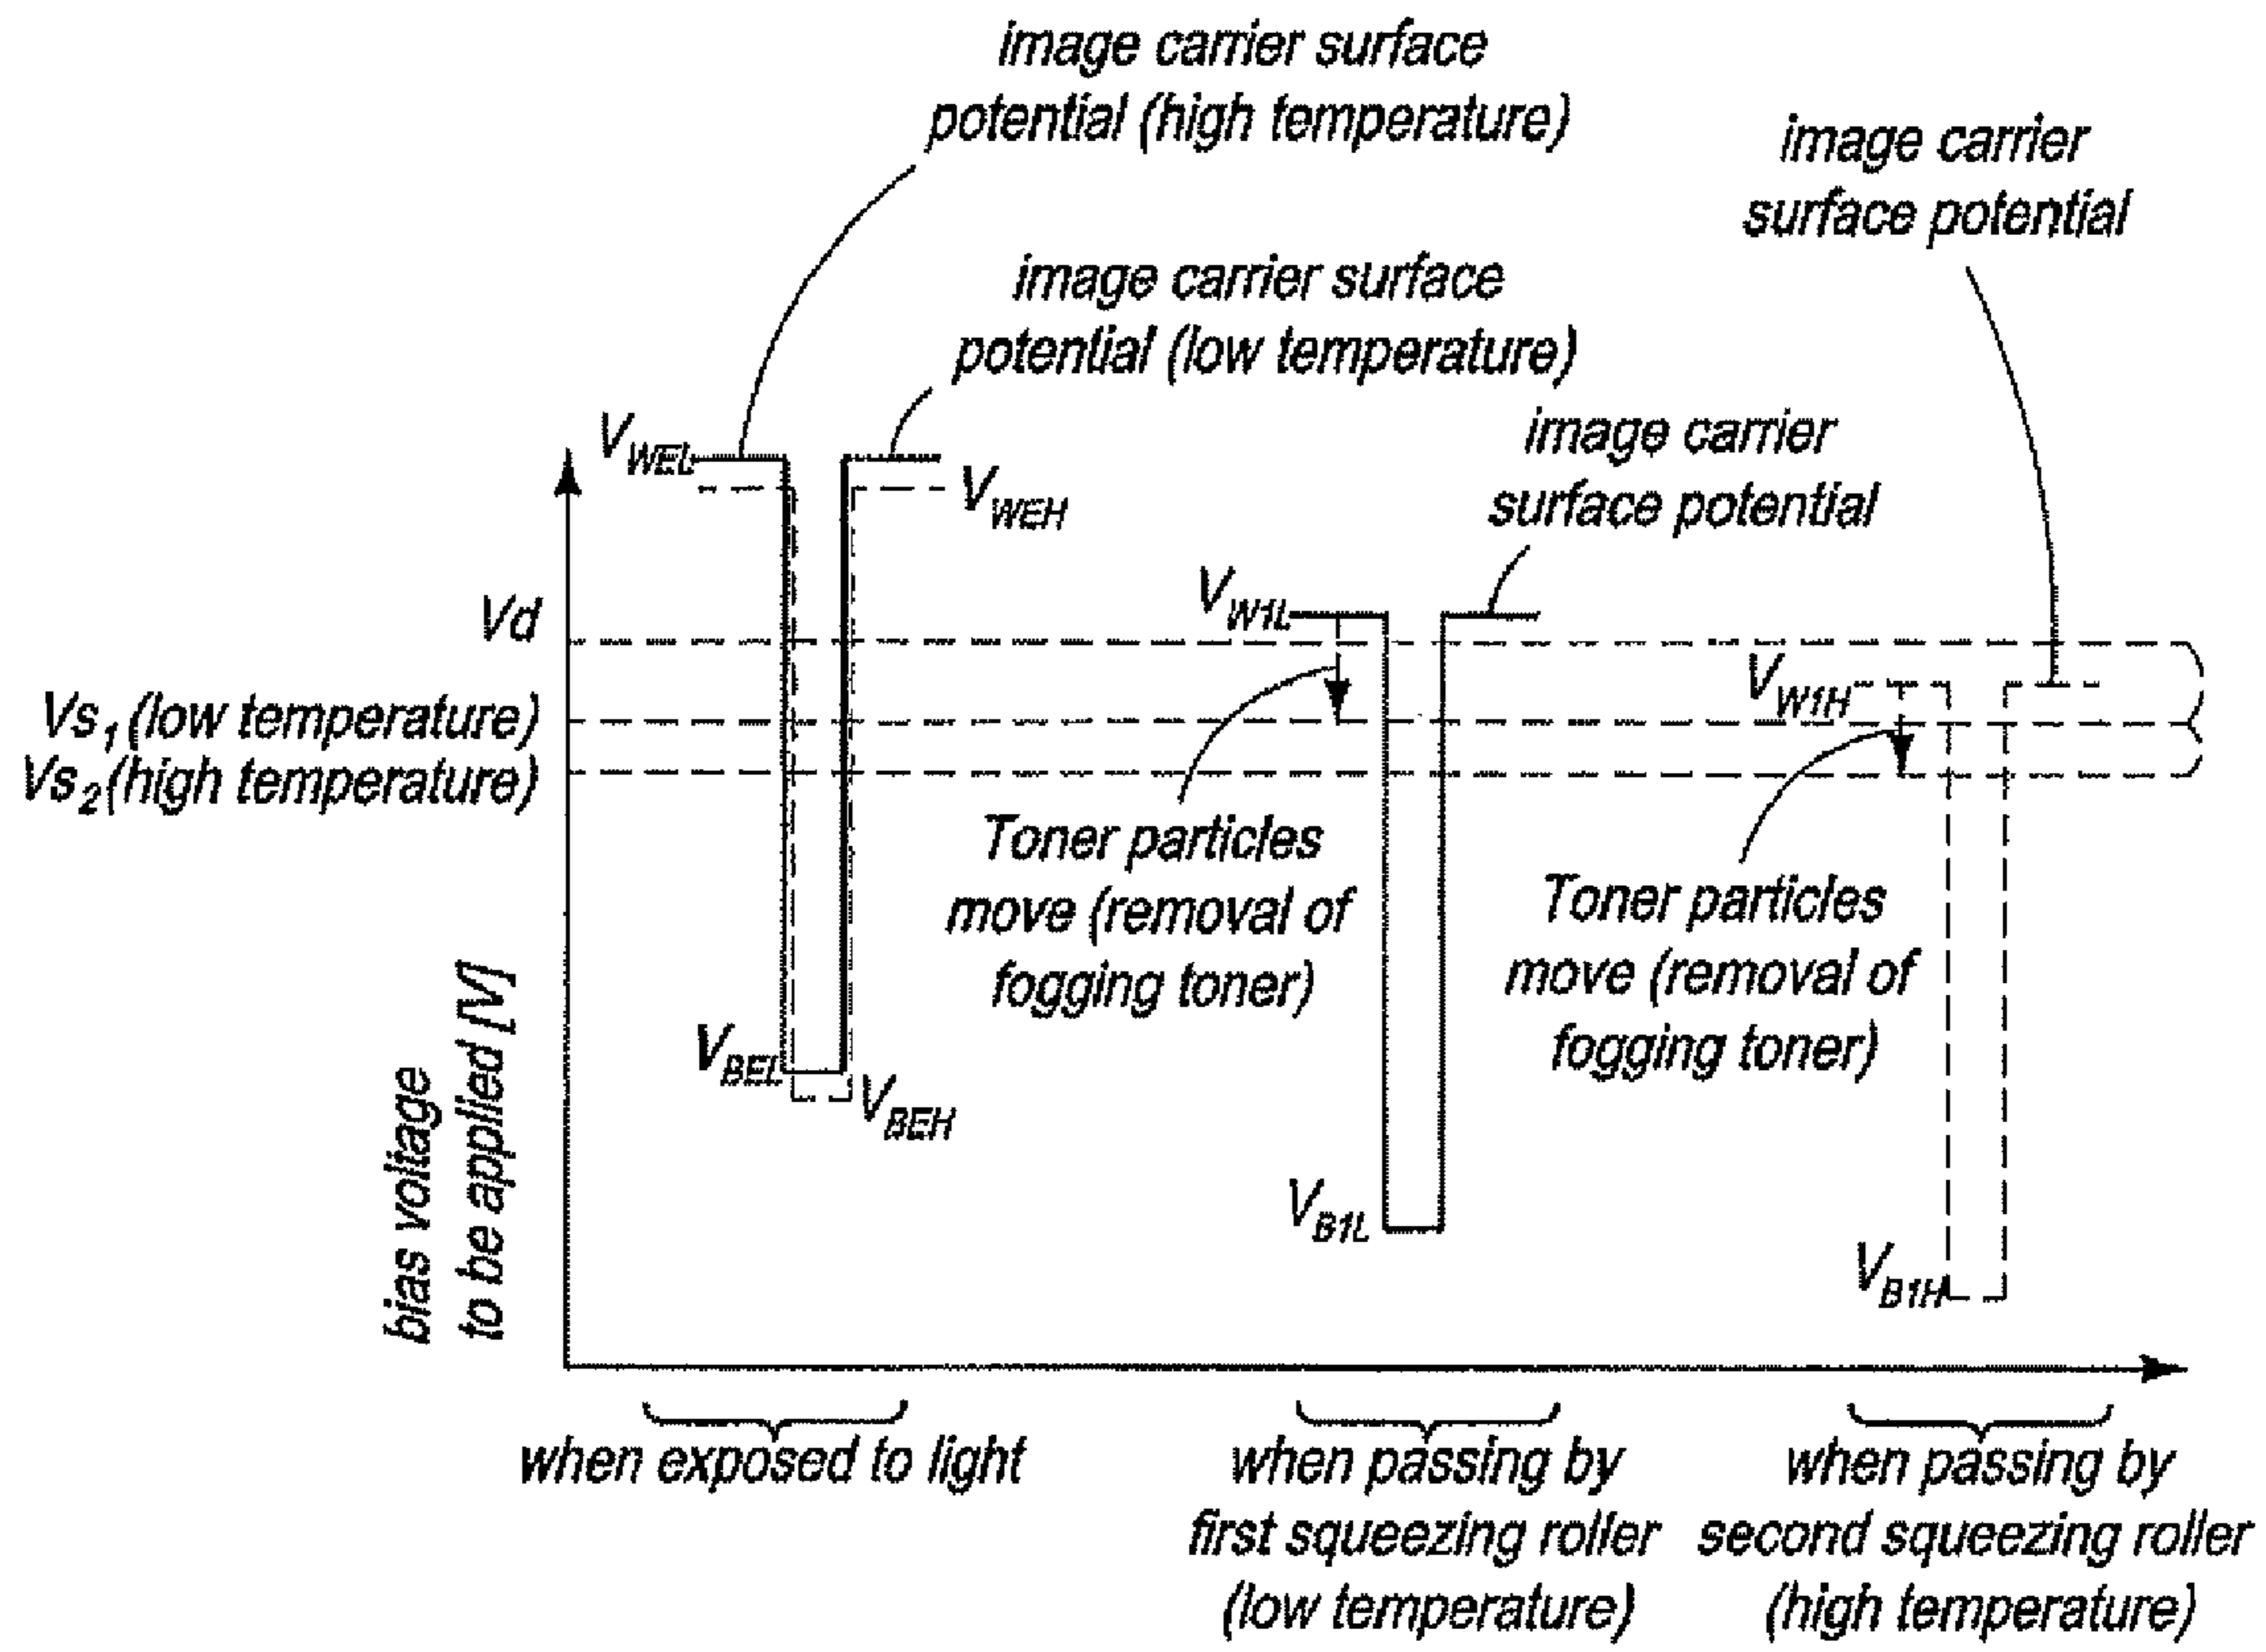 image carrier surface
potential (high temperature)
image carrier
surface potential
image carrier surface
potential (low temperature)
image carrier
surface potential
V_WEL
V_WEH
V_W1L
Vd
V_W1H
Vs_1 (low temperature)
Vs_2 (high temperature)
Toner particles
move (removal of
fogging toner)
Toner particles
move (removal of
fogging toner)
V_BEL
V_BEH
V_B1L
V_B1H
bias voltage
to be applied [V]
when exposed to light
when passing by
first squeezing roller
(low temperature)
when passing by
second squeezing roller
(high temperature)